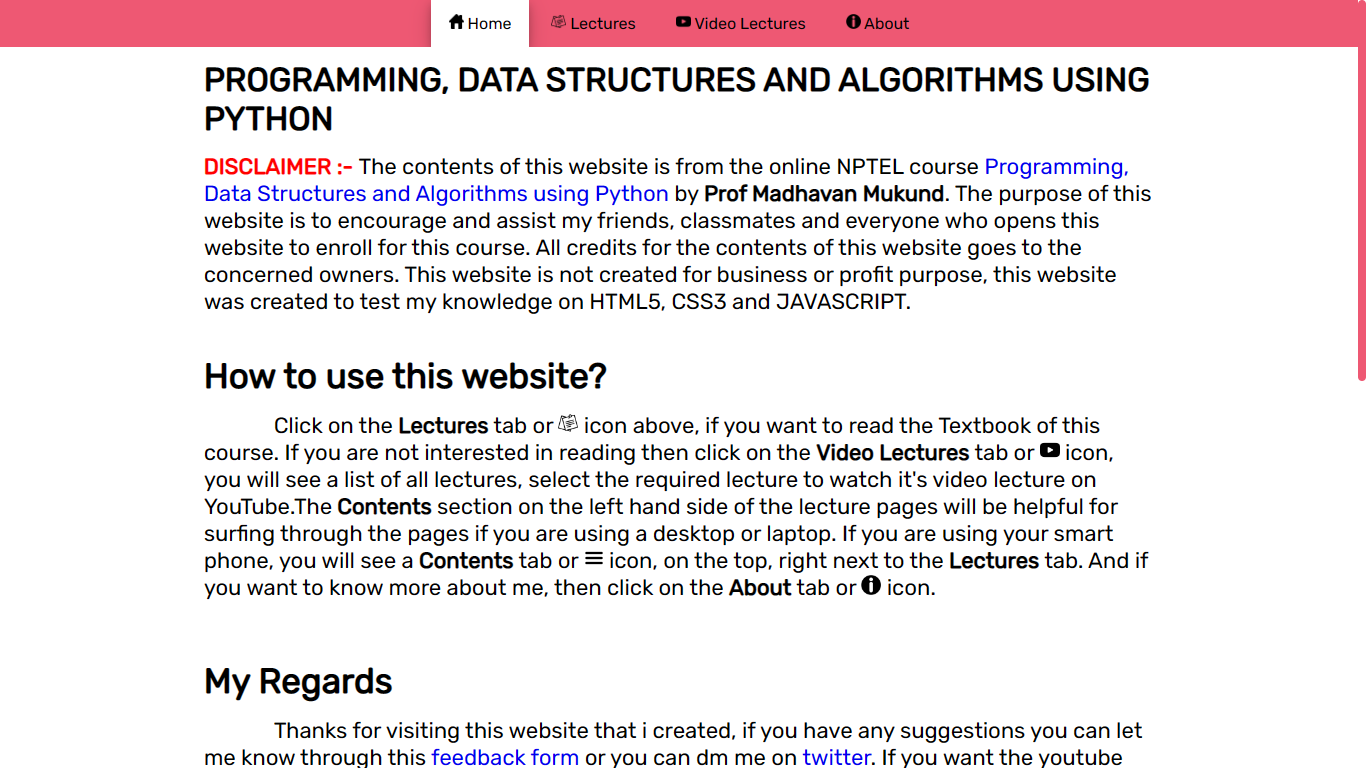 Home Lectures Video Lectures About
PROGRAMMING, DATA STRUCTURES AND ALGORITHMS USING
PYTHON
DISCLAIMER :- The contents of this website is from the online NPTEL course Programming,
Data Structures and Algorithms using Python by Prof Madhavan Mukund. The purpose of this
website is to encourage and assist my friends, classmates and everyone who opens this
website to enroll for this course. All credits for the contents of this website goes to the
concerned owners. This website is not created for business or profit purpose, this website
was created to test my knowledge on HTML5, CSS3 and JAVASCRIPT.
How to use this website?
Click on the Lectures tab or icon above, if you want to read the Textbook of this
course. If you are not interested in reading then click on the Video Lectures tab or icon,
you will see a list of all lectures, select the required lecture to watch it's video lecture on
YouTube.The Contents section on the left hand side of the lecture pages will be helpful for
surfing through the pages if you are using a desktop or laptop. If you are using your smart
phone, you will see a Contents tab or icon, on the top, right next to the Lectures tab. And if
you want to know more about me, then click on the About tab or icon.
My Regards
Thanks for visiting this website that i created, if you have any suggestions you can let
me know through this feedback form or you can dm me on twitter. If you want the youtube